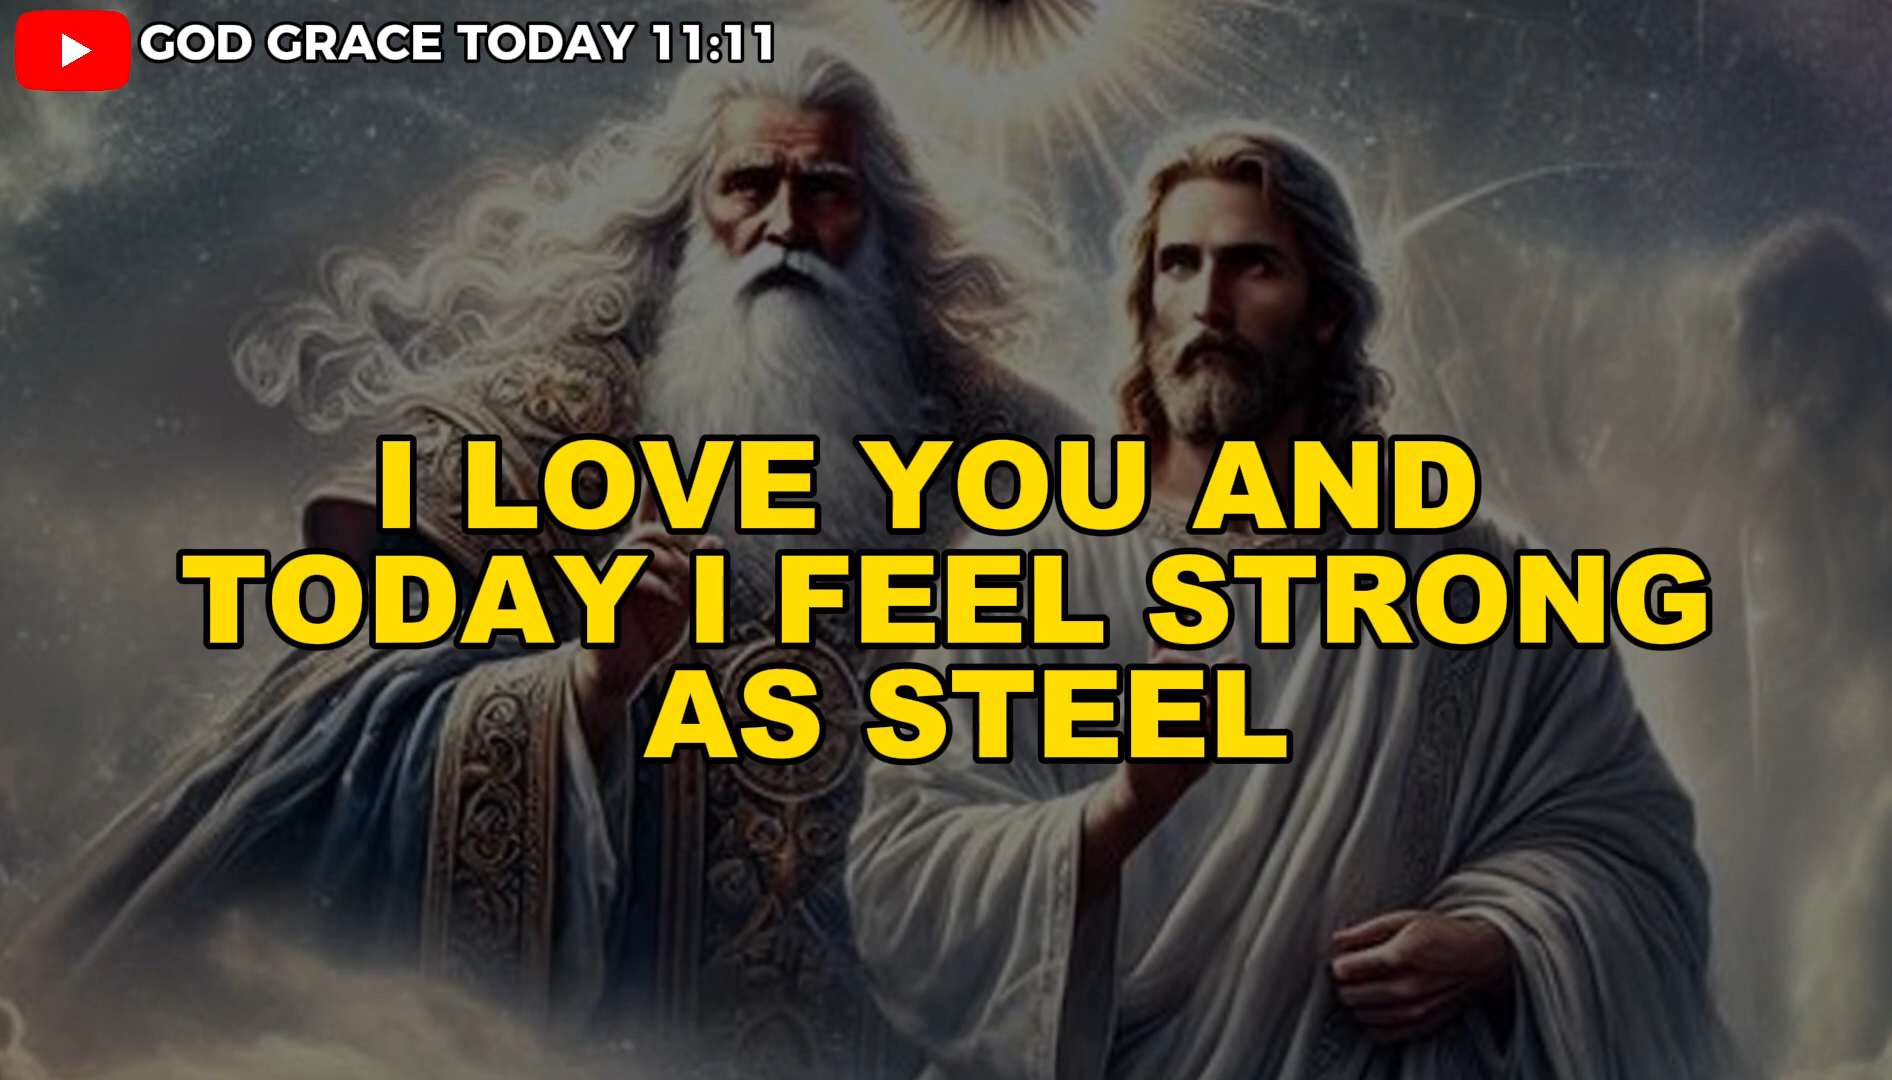 GOD GRACE TODAY 11:11
I LOVE YOU AND
TODAY I FEEL STRONG
AS STEEL